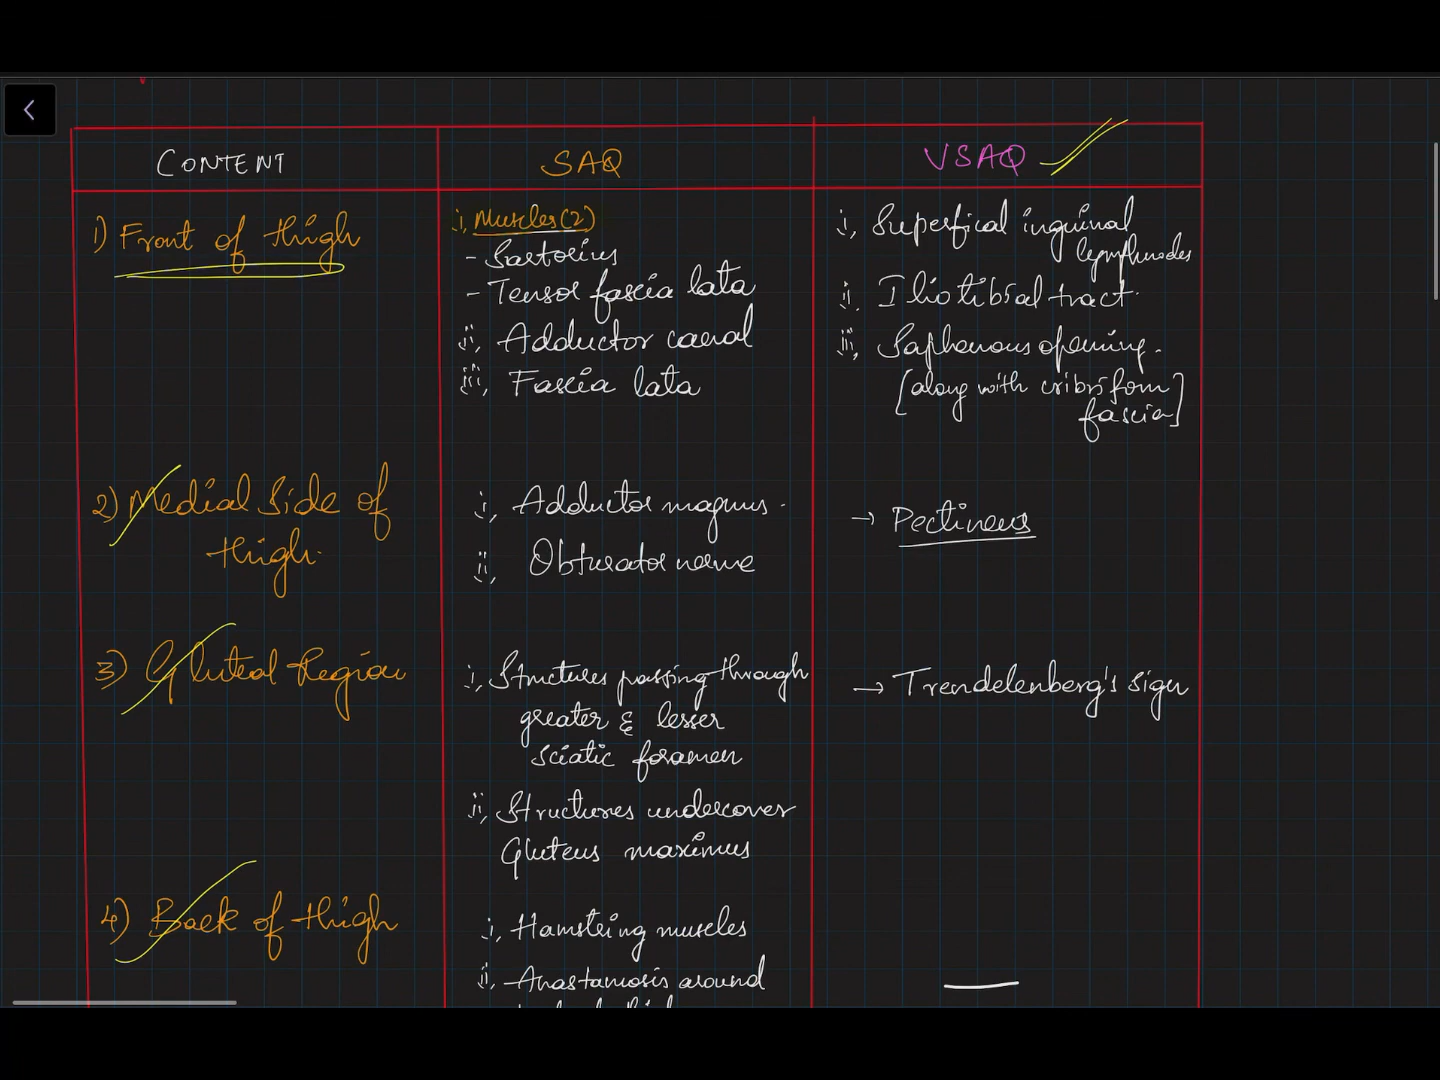 CONTENT
SAQ
VSAQ
1) Front of thigh
i, Muscles (2)
- Sartorius
- Tensor fascia lata
ii, Adductor canal
iii, Fascia lata
i, Superfical inguinal
lymphnodes
ii. Iliotibial tract.
iii, Saphenous opening.
[along with cribriform
fascia]
2) Medial Side of
thigh.
i, Adductor magnus.
ii, Obturator nerve
→ Pectineus
3) Gluteal Region
i, Structures passing through
greater & lesser
sciatic foramen
ii, Structures undercover
Gluteus maximus
→ Trendelenberg's sign
4) Back of thigh
i, Hamstring muscles
ii, Anastamosis around